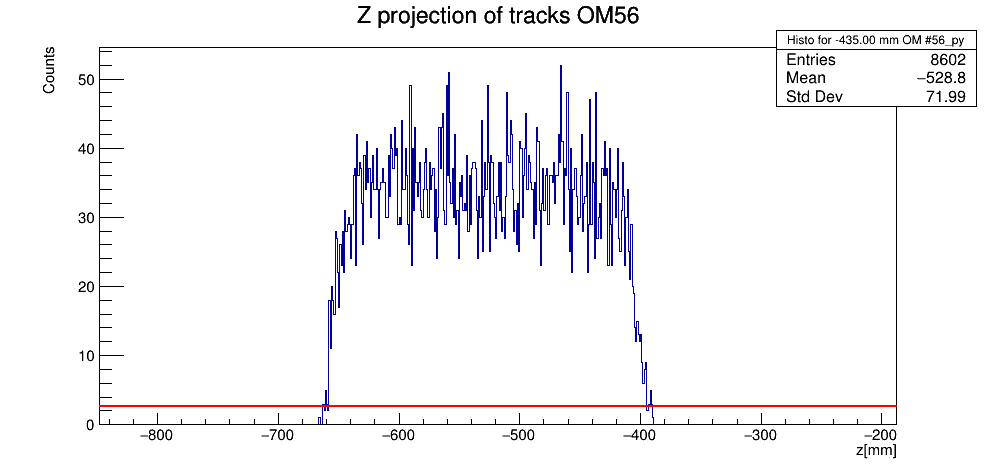 Z projection of tracks OM56
Histo for -435.00 mm OM #56_py
Entries 8602
Mean −528.8
Std Dev 71.99
Counts
50
40
30
20
10
0
−800 −700 −600 −500 −400 −300 −200
z[mm]